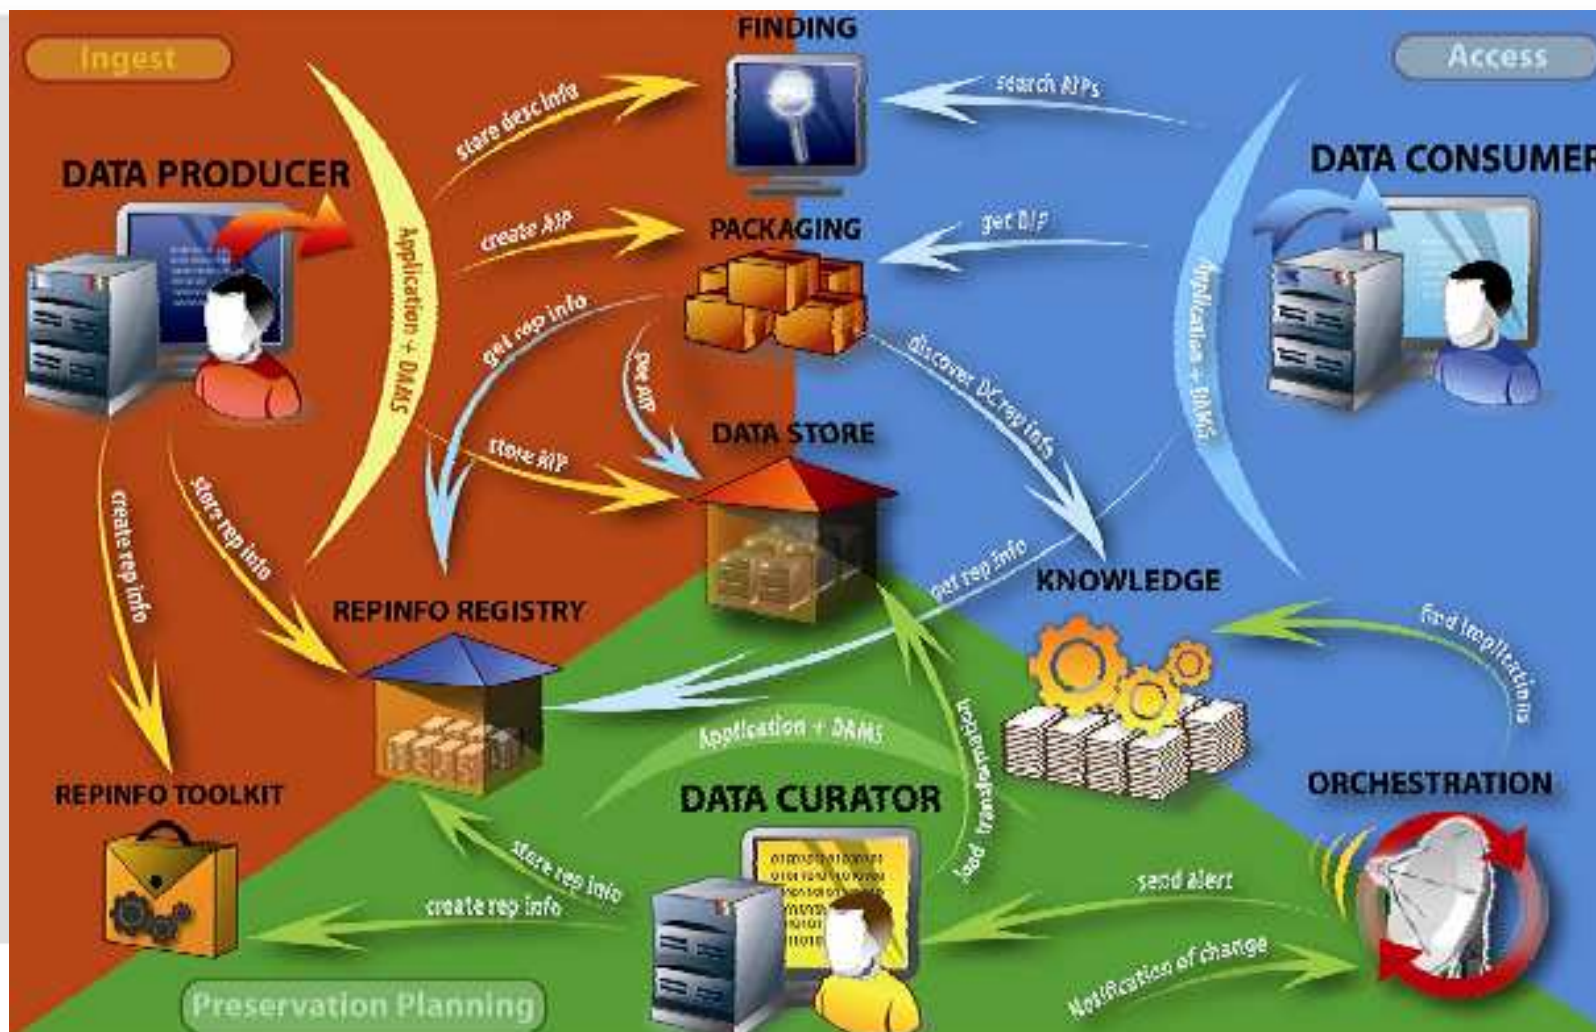 FINDING
Ingest
Access
store desc info
search AIPs
DATA PRODUCER
DATA CONSUMER
create AIP
PACKAGING
get DIP
Application + DAMS
Application + DAMS
get rep info
discover DC rep info
DATA STORE
store AIP
create rep info
store rep info
get rep info
KNOWLEDGE
REPINFO REGISTRY
find implications
Application + DAMS
transformation
REPINFO TOOLKIT
DATA CURATOR
ORCHESTRATION
store rep info
create rep info
send alert
Notification of change
Preservation Planning